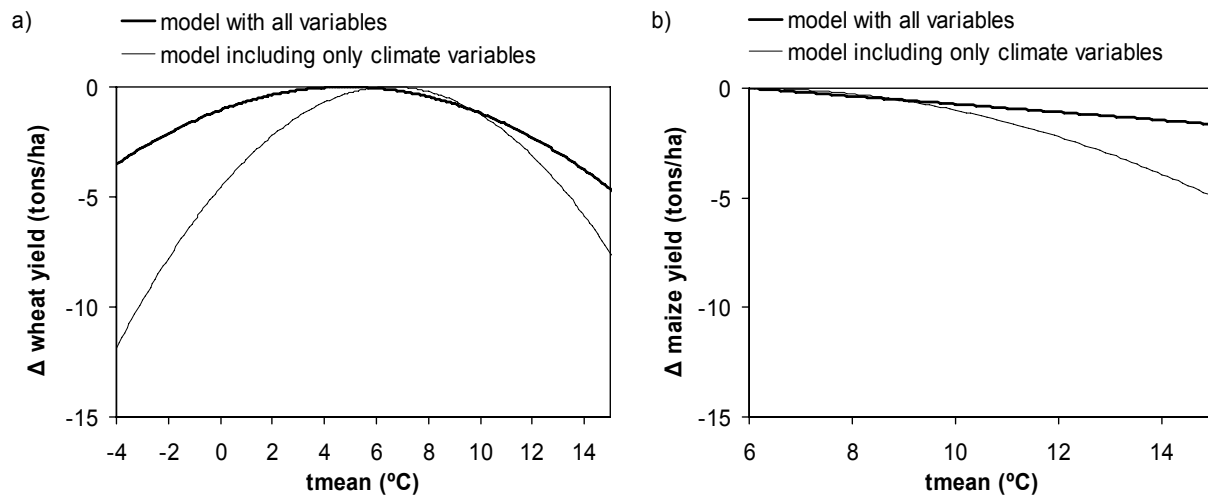 a)
model with all variables
model including only climate variables
0
-5
-10
-15
Δ wheat yield (tons/ha)
-4 -2 0 2 4 6 8 10 12 14
tmean (ºC)
b)
model with all variables
model including only climate variables
0
-5
-10
-15
Δ maize yield (tons/ha)
6 8 10 12 14
tmean (ºC)